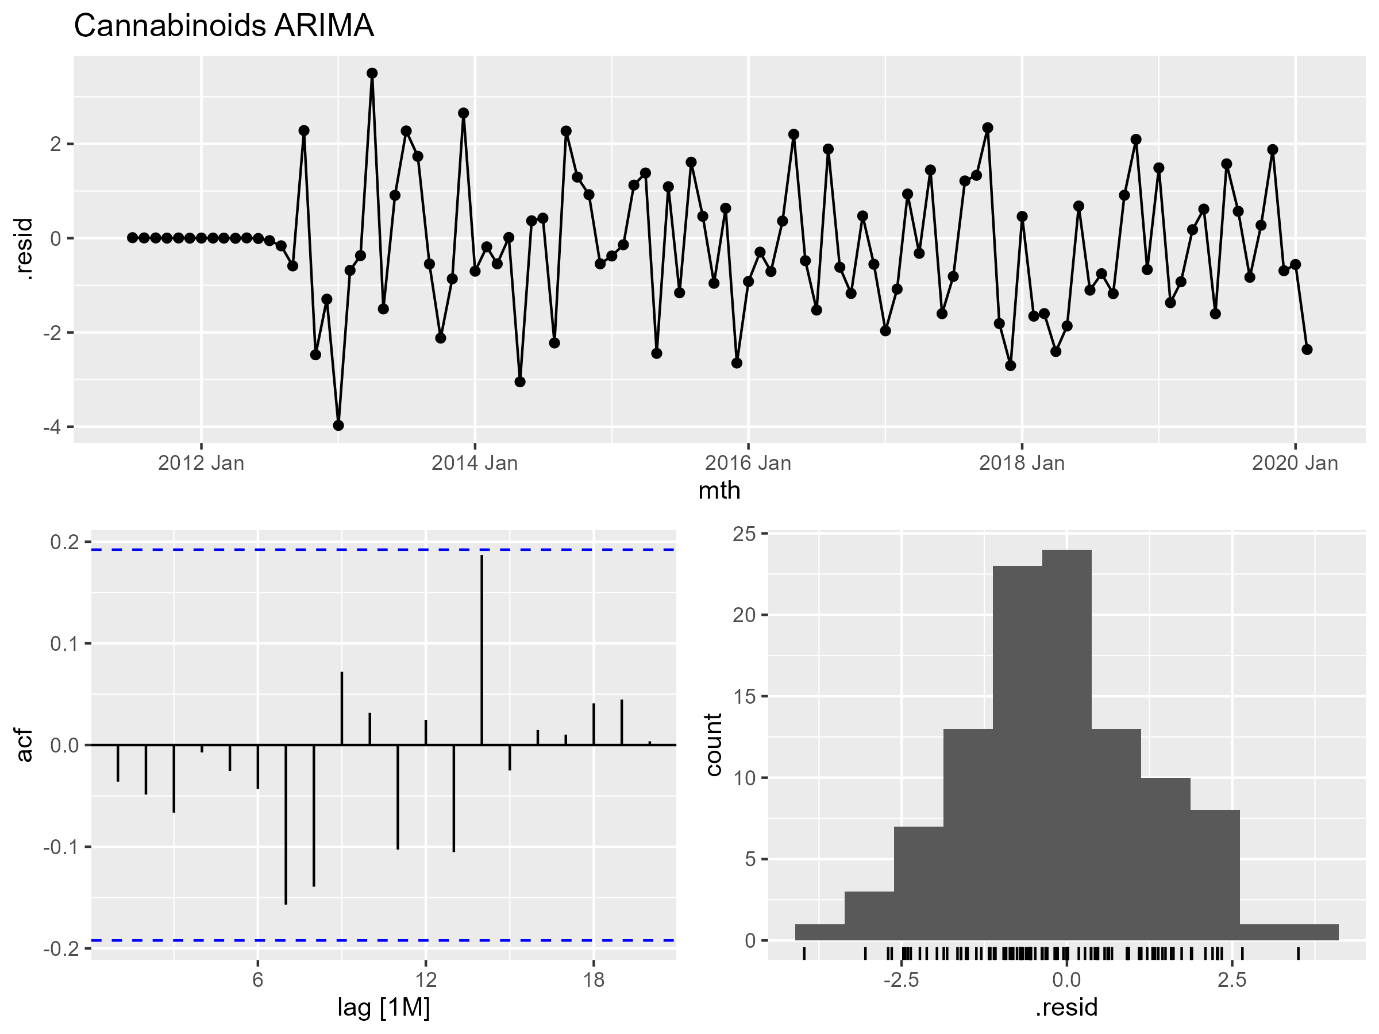 Cannabinoids ARIMA
.resid
2
0
-2
-4
2012 Jan
2014 Jan
2016 Jan
2018 Jan
2020 Jan
mth
acf
0.2
0.1
0.0
-0.1
-0.2
6
12
18
lag [1M]
count
25
20
15
10
5
0
-2.5
0.0
2.5
.resid